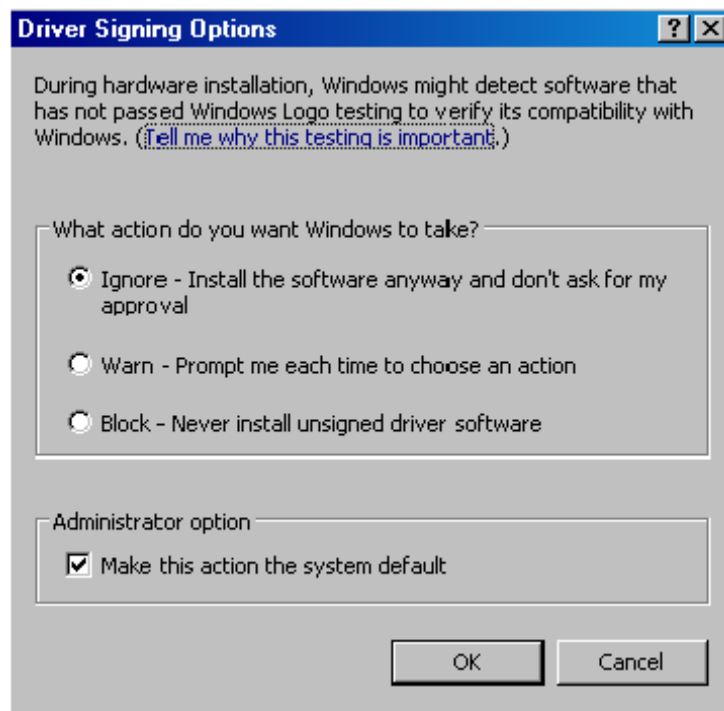 Driver Signing Options
During hardware installation, Windows might detect software that
has not passed Windows Logo testing to verify its compatibility with
Windows. (Tell me why this testing is important.)
What action do you want Windows to take?
Ignore - Install the software anyway and don't ask for my
approval
Warn - Prompt me each time to choose an action
Block - Never install unsigned driver software
Administrator option
Make this action the system default
OK Cancel